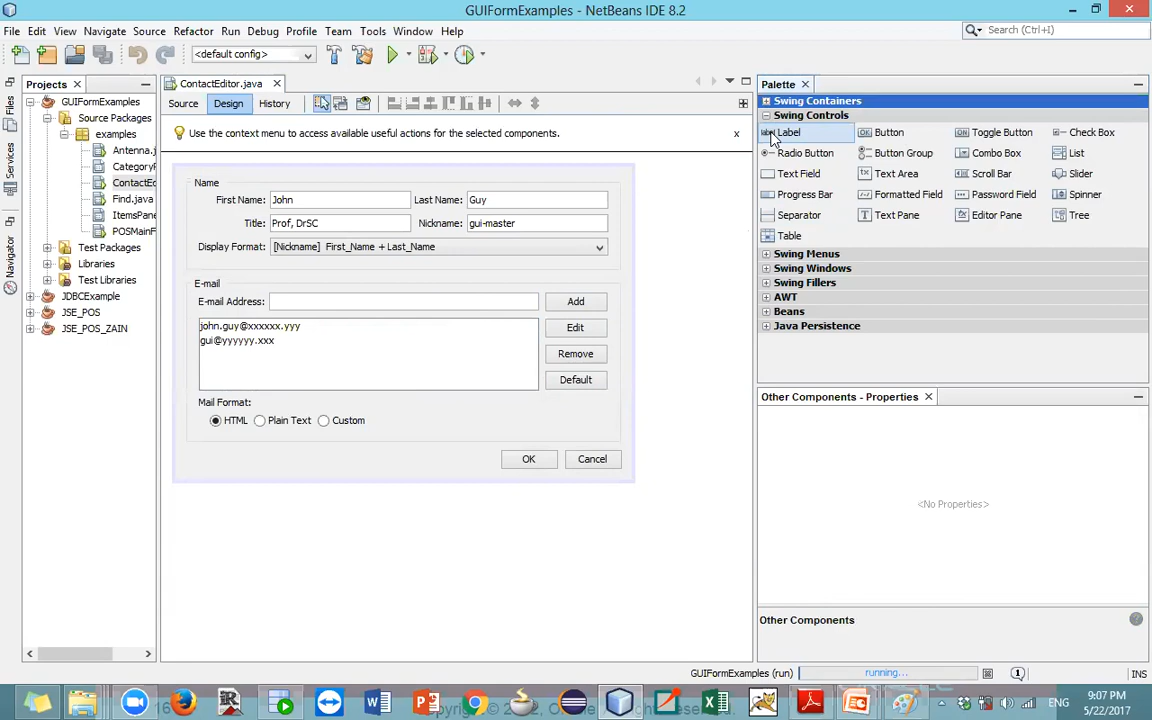 GUIFormExamples - NetBeans IDE 8.2
File Edit View Navigate Source Refactor Run Debug Profile Team Tools Window Help
Search (Ctrl+I)
<default config>
Projects
ContactEditor.java
Palette
Files
Services
Navigator
GUIFormExamples
Source Packages
examples
Antenna.j
CategoryP
ContactEd
Find.java
ItemsPane
POSMainF
Test Packages
Libraries
Test Libraries
JDBCExample
JSE_POS
JSE_POS_ZAIN
Source Design History
Use the context menu to access available useful actions for the selected components.
x
Name
First Name: John Last Name: Guy
Title: Prof, DrSC Nickname: gui-master
Display Format: [Nickname] First_Name + Last_Name
E-mail
E-mail Address: Add
john.guy@xxxxxx.yyy Edit
gui@yyyyyy.xxx
Remove
Default
Mail Format:
HTML Plain Text Custom
OK Cancel
Swing Containers
Swing Controls
Label Button Toggle Button Check Box
Radio Button Button Group Combo Box List
Text Field Text Area Scroll Bar Slider
Progress Bar Formatted Field Password Field Spinner
Separator Text Pane Editor Pane Tree
Table
Swing Menus
Swing Windows
Swing Fillers
AWT
Beans
Java Persistence
Other Components - Properties
<No Properties>
Other Components
GUIFormExamples (run) running... INS
ENG
9:07 PM
5/22/2017